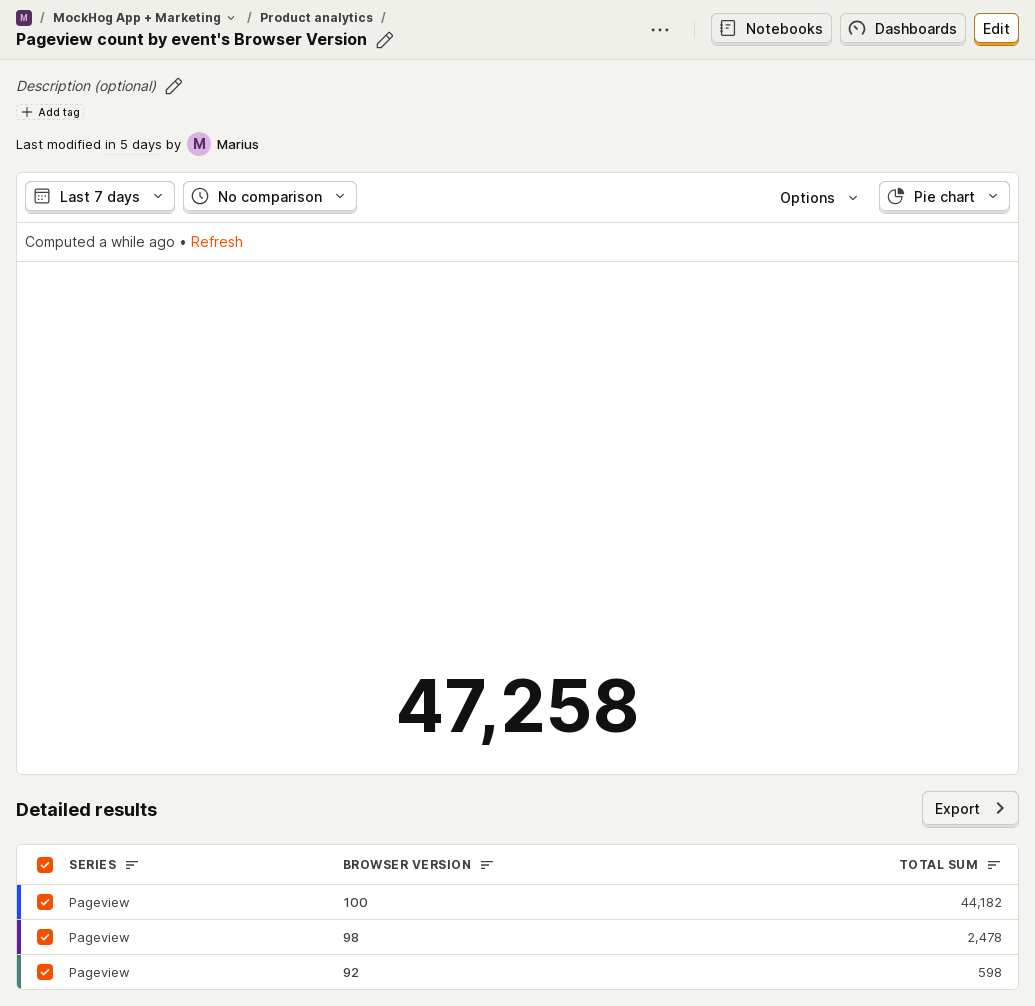 M / MockHog App + Marketing / Product analytics /
Pageview count by event's Browser Version
Notebooks
Dashboards
Edit
Description (optional)
Add tag
Last modified in 5 days by M Marius
Last 7 days
No comparison
Options
Pie chart
Computed a while ago • Refresh
47,258
Detailed results
Export
SERIES BROWSER VERSION TOTAL SUM
Pageview 100 44,182
Pageview 98 2,478
Pageview 92 598